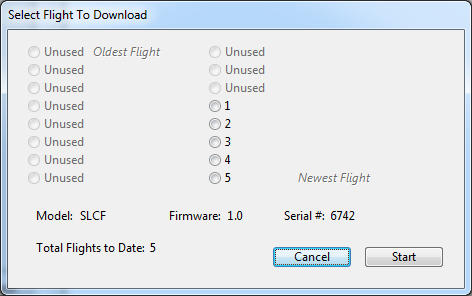 Select Flight To Download
Unused Oldest Flight Unused
Unused Unused
Unused Unused
Unused 1
Unused 2
Unused 3
Unused 4
Unused 5 Newest Flight
Model: SLCF Firmware: 1.0 Serial #: 6742
Total Flights to Date: 5
Cancel Start